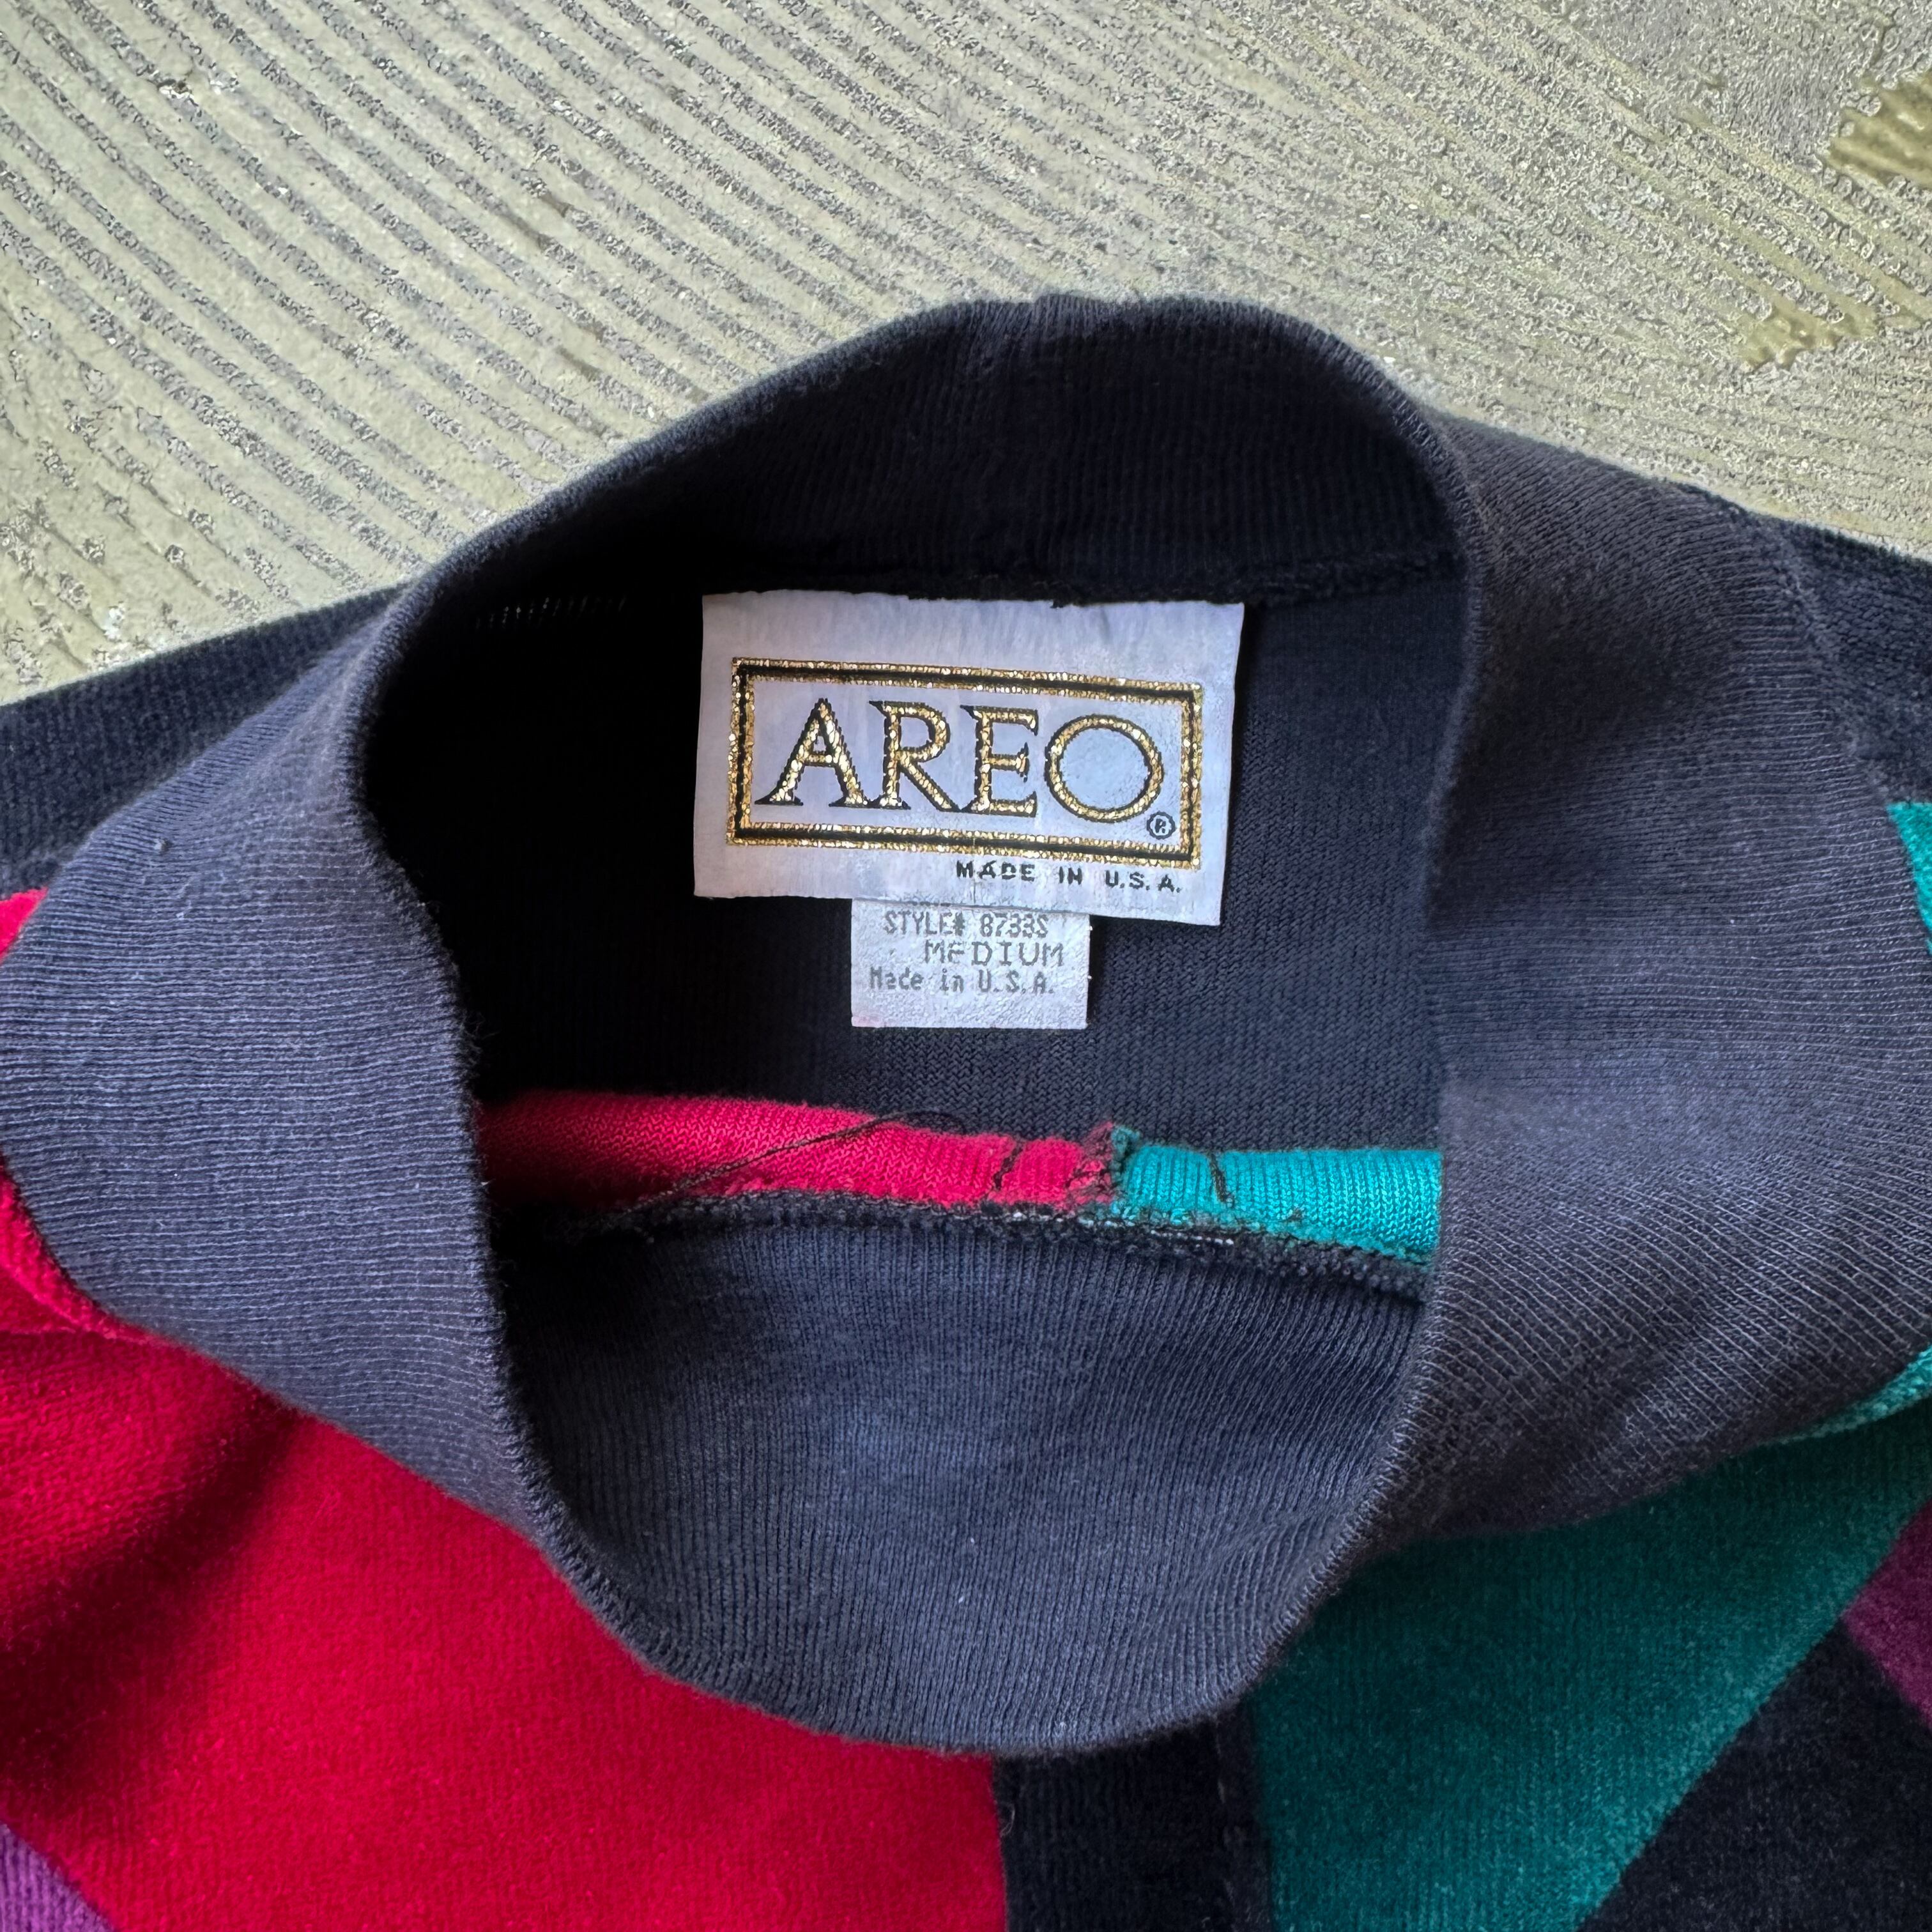 AREO®
MADE IN U.S.A.
STYLE# 8733S
MEDIUM
Made in U.S.A.